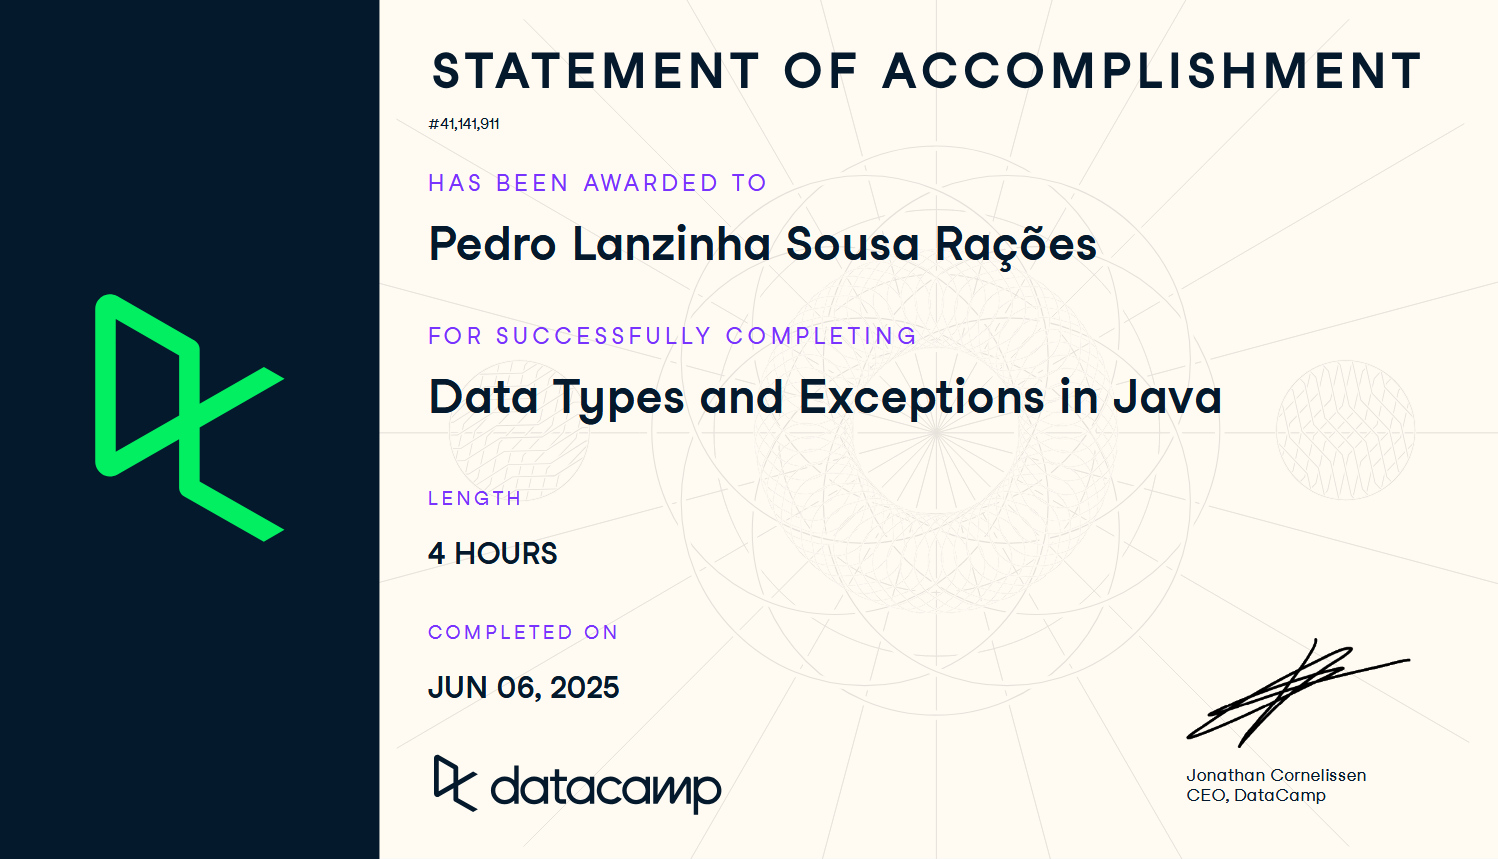 STATEMENT OF ACCOMPLISHMENT
#41,141,911
HAS BEEN AWARDED TO
Pedro Lanzinha Sousa Rações
FOR SUCCESSFULLY COMPLETING
Data Types and Exceptions in Java
LENGTH
4 HOURS
COMPLETED ON
JUN 06, 2025
datacamp
Jonathan Cornelissen
CEO, DataCamp